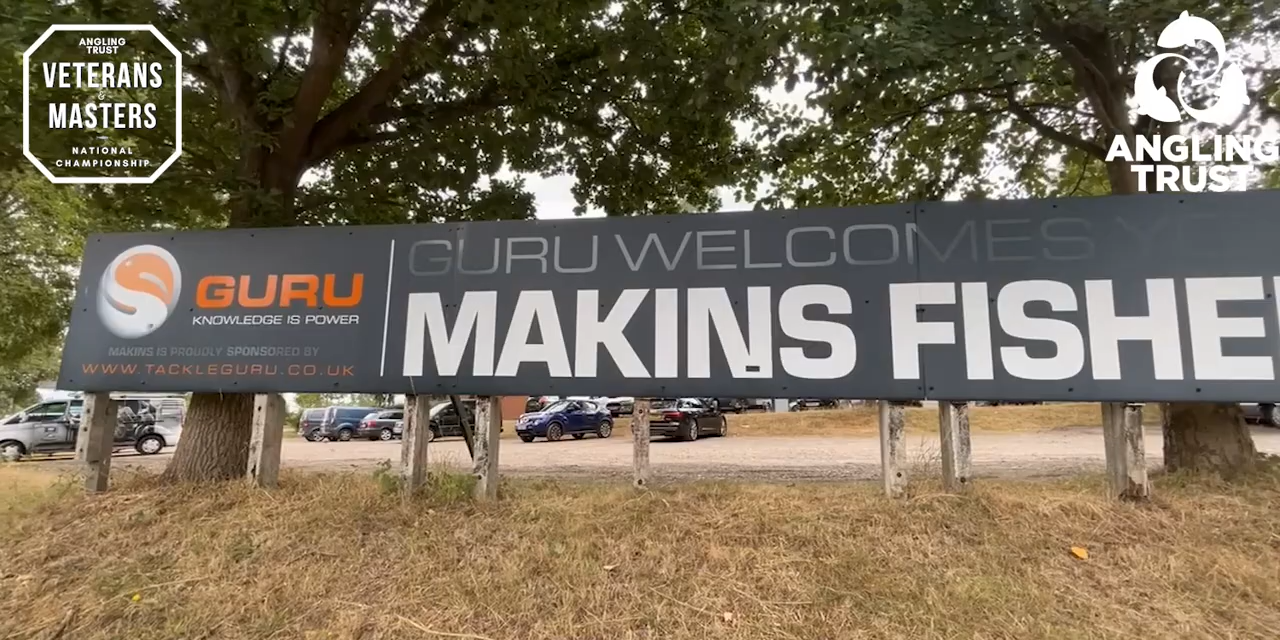 ANGLING
TRUST
VETERANS
&
MASTERS
NATIONAL
CHAMPIONSHIP
ANGLING
TRUST
GURU
KNOWLEDGE IS POWER
MAKINS IS PROUDLY SPONSORED BY
WWW.TACKLEGURU.CO.UK
GURU WELCOMES YO
MAKINS FISHE